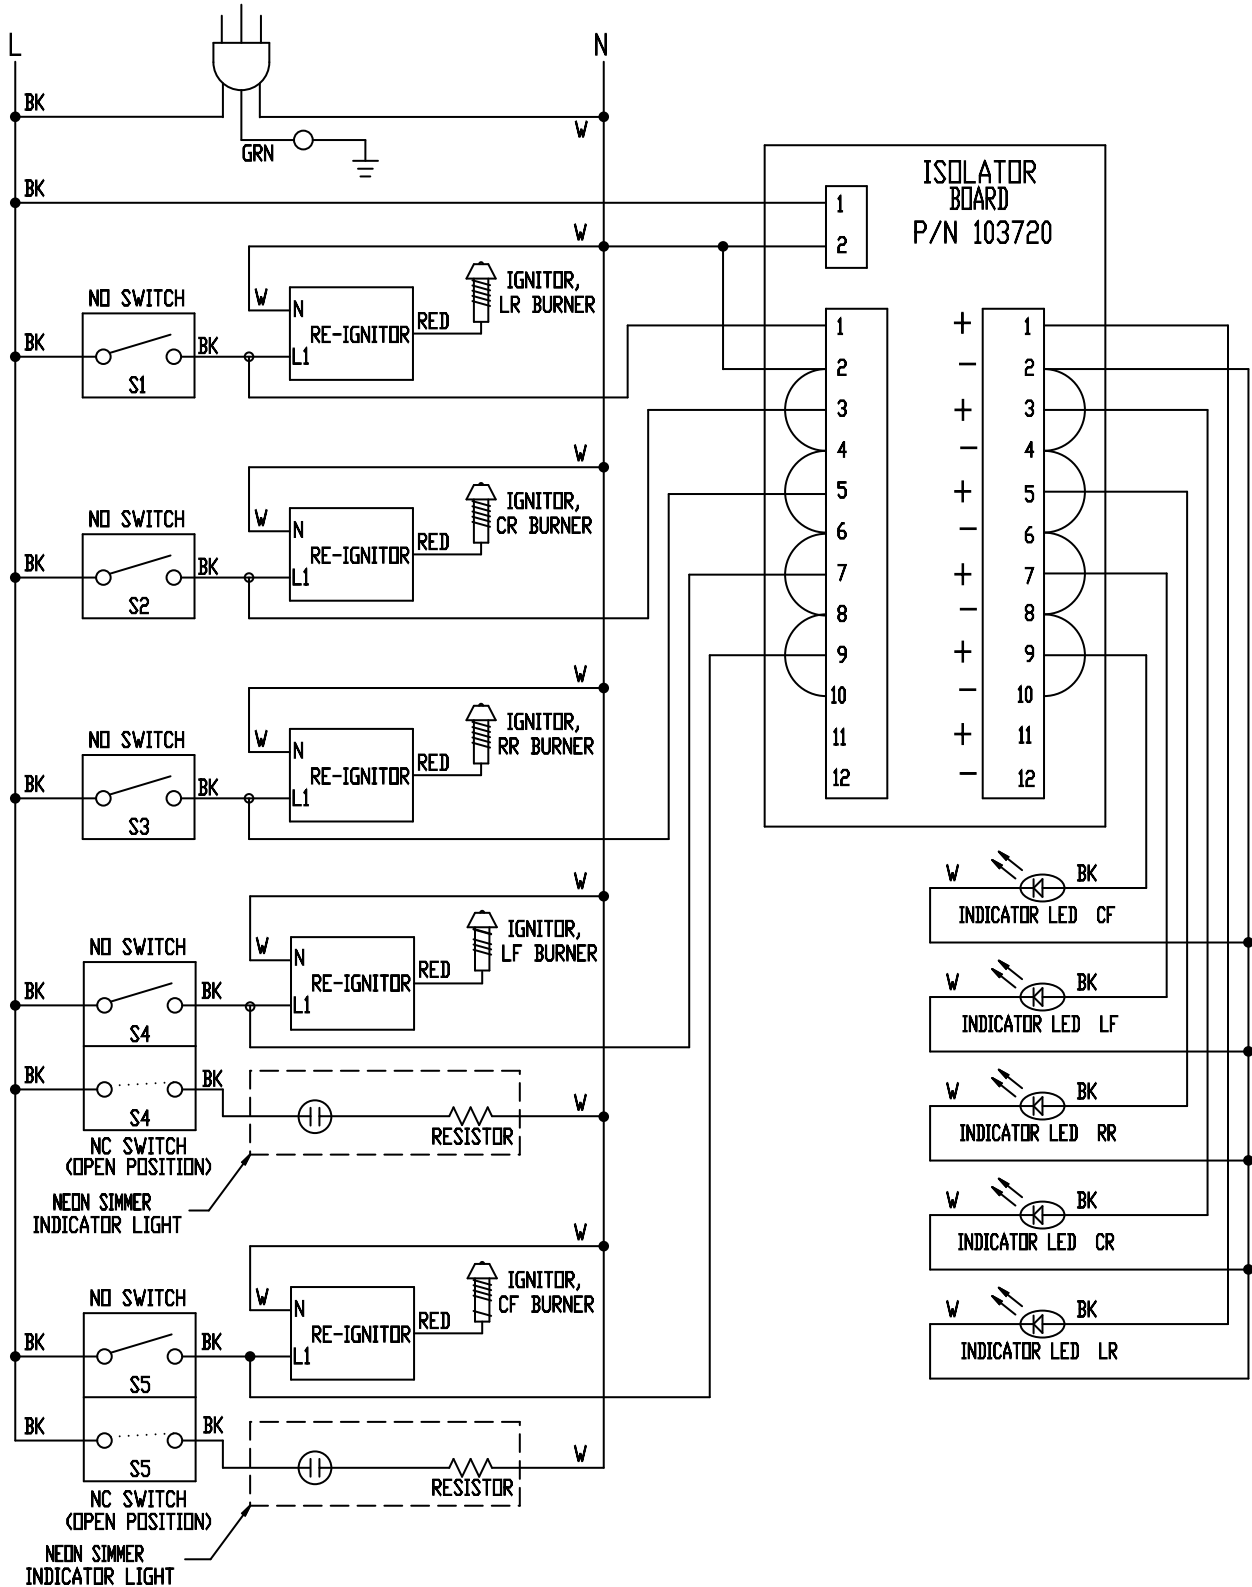 L
N
BK
W
GRN
BK
ISOLATOR
BOARD
P/N 103720
1
2
W
NO SWITCH
W
N
RE-IGNITOR
L1
RED
IGNITOR,
LR BURNER
BK
BK
S1
1
2
3
4
5
6
7
8
9
10
11
12
+
-
+
-
+
-
+
-
+
-
+
-
1
2
3
4
5
6
7
8
9
10
11
12
W
NO SWITCH
W
N
RE-IGNITOR
L1
RED
IGNITOR,
CR BURNER
BK
BK
S2
W
NO SWITCH
W
N
RE-IGNITOR
L1
RED
IGNITOR,
RR BURNER
BK
BK
S3
W
NO SWITCH
W
N
RE-IGNITOR
L1
RED
IGNITOR,
LF BURNER
BK
BK
S4
BK
BK
S4
W
RESISTOR
NC SWITCH
(OPEN POSITION)
NEON SIMMER
INDICATOR LIGHT
W
NO SWITCH
W
N
RE-IGNITOR
L1
RED
IGNITOR,
CF BURNER
BK
BK
S5
BK
BK
S5
W
RESISTOR
NC SWITCH
(OPEN POSITION)
NEON SIMMER
INDICATOR LIGHT
W
BK
INDICATOR LED CF
W
BK
INDICATOR LED LF
W
BK
INDICATOR LED RR
W
BK
INDICATOR LED CR
W
BK
INDICATOR LED LR